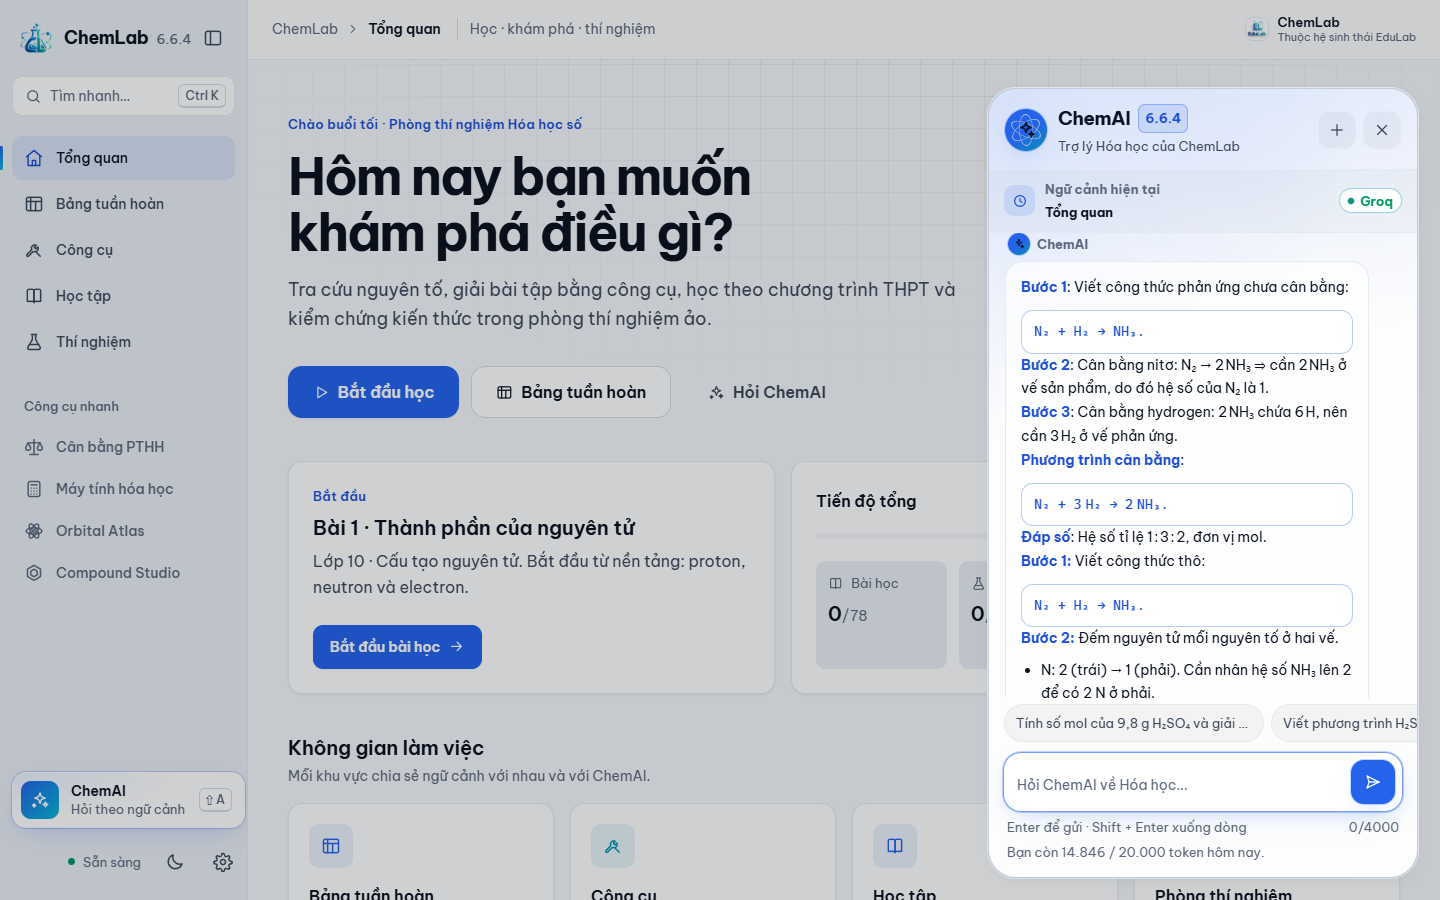 ChemLab 6.6.4
Tìm nhanh... Ctrl K
Tổng quan
Bảng tuần hoàn
Công cụ
Học tập
Thí nghiệm
Công cụ nhanh
Cân bằng PTHH
Máy tính hóa học
Orbital Atlas
Compound Studio
ChemAI
Hỏi theo ngữ cảnh
⇧ A
Sẵn sàng
ChemLab > Tổng quan Học · khám phá · thí nghiệm
ChemLab
Thuộc hệ sinh thái EduLab
Chào buổi tối · Phòng thí nghiệm Hóa học số
Hôm nay bạn muốn
khám phá điều gì?
Tra cứu nguyên tố, giải bài tập bằng công cụ, học theo chương trình THPT và
kiểm chứng kiến thức trong phòng thí nghiệm ảo.
Bắt đầu học
Bảng tuần hoàn
Hỏi ChemAI
Bắt đầu
Bài 1 · Thành phần của nguyên tử
Lớp 10 · Cấu tạo nguyên tử. Bắt đầu từ nền tảng: proton,
neutron và electron.
Bắt đầu bài học →
Tiến độ tổng
Bài học
0/78
0/
Không gian làm việc
Mỗi khu vực chia sẻ ngữ cảnh với nhau và với ChemAI.
Bảng tuần hoàn
Công cụ
Học tập
Phòng thí nghiệm
ChemAI 6.6.4
Trợ lý Hóa học của ChemLab
Ngữ cảnh hiện tại
Tổng quan
Groq
ChemAI
Bước 1: Viết công thức phản ứng chưa cân bằng:
N₂ + H₂ → NH₃.
Bước 2: Cân bằng nitơ: N₂ → 2 NH₃ ⇒ cần 2 NH₃ ở
vế sản phẩm, do đó hệ số của N₂ là 1.
Bước 3: Cân bằng hydrogen: 2 NH₃ chứa 6 H, nên
cần 3 H₂ ở vế phản ứng.
Phương trình cân bằng:
N₂ + 3 H₂ → 2 NH₃.
Đáp số: Hệ số tỉ lệ 1 : 3 : 2, đơn vị mol.
Bước 1: Viết công thức thô:
N₂ + H₂ → NH₃.
Bước 2: Đếm nguyên tử mỗi nguyên tố ở hai vế.
• N: 2 (trái) → 1 (phải). Cần nhân hệ số NH₃ lên 2
để có 2 N ở phải.
Tính số mol của 9,8 g H₂SO₄ và giải ...
Viết phương trình H₂S
Hỏi ChemAI về Hóa học...
Enter để gửi · Shift + Enter xuống dòng 0/4000
Bạn còn 14.846 / 20.000 token hôm nay.